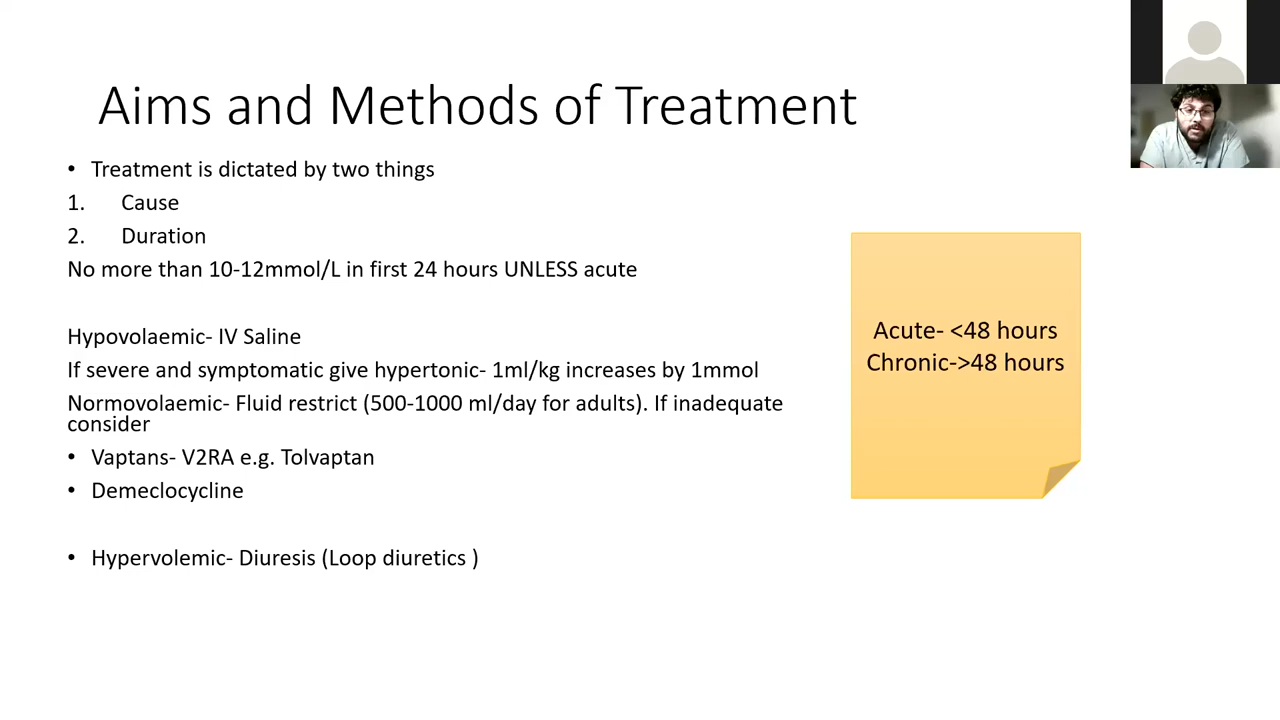 Aims and Methods of Treatment
• Treatment is dictated by two things
1. Cause
2. Duration
No more than 10-12mmol/L in first 24 hours UNLESS acute
Hypovolaemic- IV Saline
If severe and symptomatic give hypertonic- 1ml/kg increases by 1mmol
Normovolaemic- Fluid restrict (500-1000 ml/day for adults). If inadequate
consider
• Vaptans- V2RA e.g. Tolvaptan
• Demeclocycline
• Hypervolemic- Diuresis (Loop diuretics )
Acute- <48 hours
Chronic->48 hours